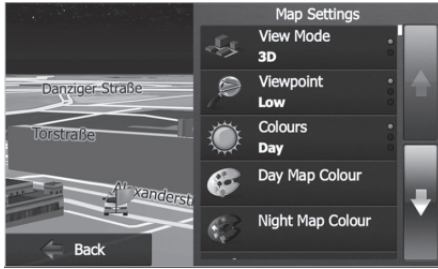 Map Settings
View Mode
3D
Viewpoint
Low
Colours
Day
Day Map Colour
Night Map Colour
Danziger Straße
Torstraße
Back